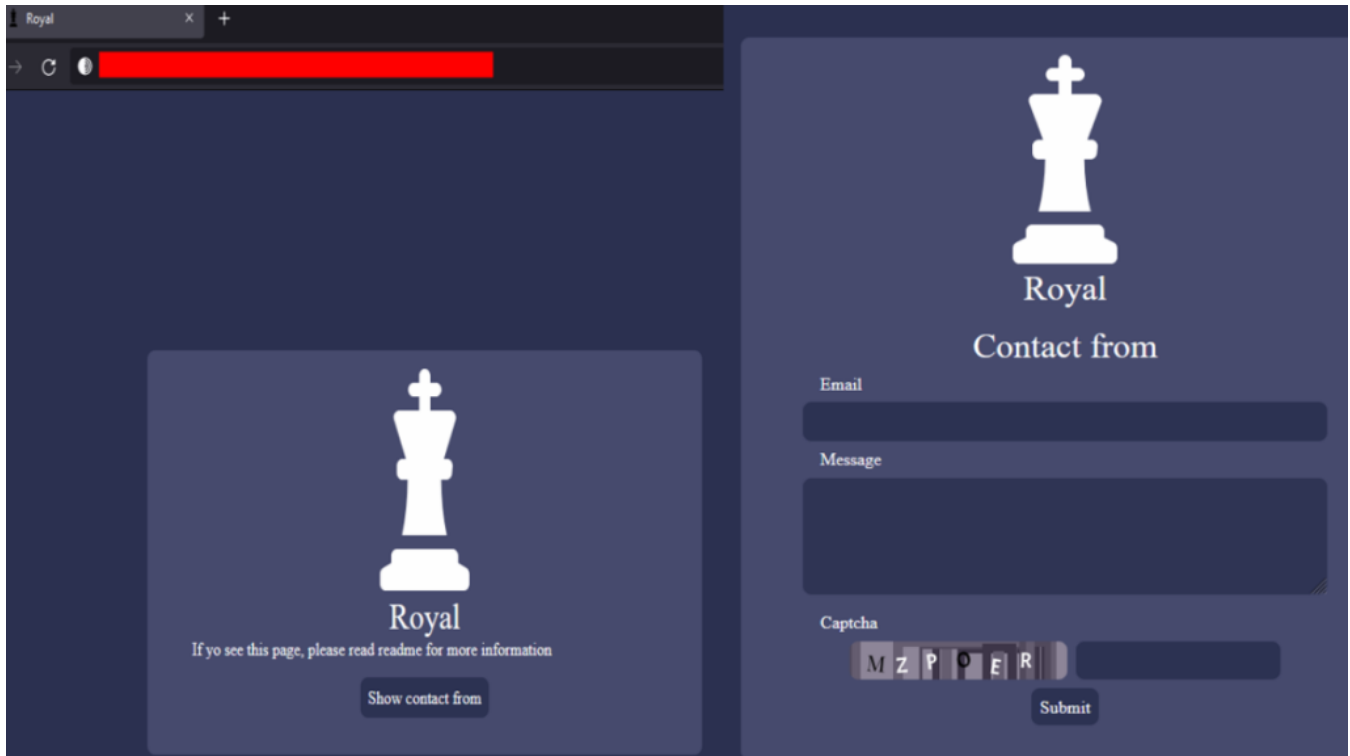 Royal
Royal
If yo see this page, please read readme for more information
Show contact from
Royal
Contact from
Email
Message
Captcha
MZPOER
Submit